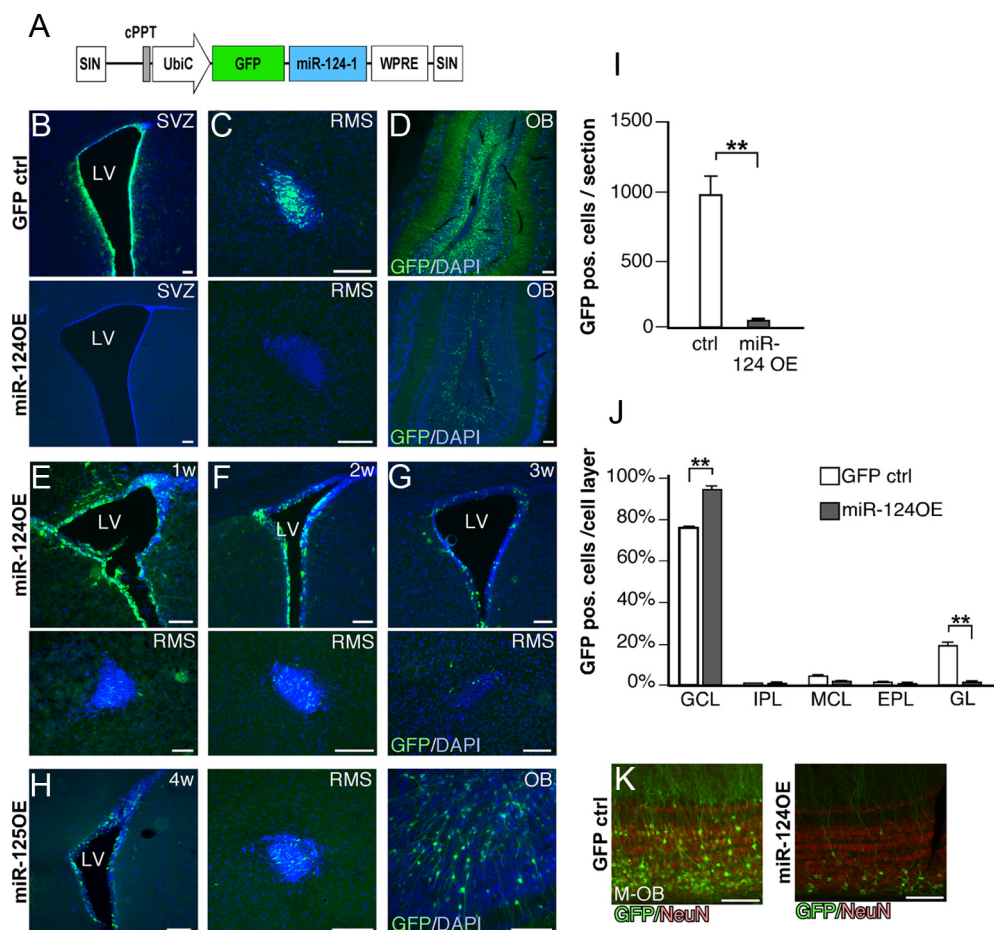 A
cPPT
SIN UbiC GFP miR-124-1 WPRE SIN
B SVZ
LV
C RMS
D OB
GFP ctrl
GFP/DAPI
SVZ
LV
RMS
OB
miR-124OE
GFP/DAPI
E 1w
LV
F 2w
LV
G 3w
LV
miR-124OE
RMS
RMS
RMS
GFP/DAPI
H 4w
LV
RMS
OB
miR-125OE
GFP/DAPI
I
GFP pos. cells / section
1500
1000
500
0
**
ctrl
miR-
124 OE
J
GFP pos. cells /cell layer
100%
80%
60%
40%
20%
0%
**
**
GFP ctrl
miR-124OE
GCL IPL MCL EPL GL
K
GFP ctrl
M-OB
GFP/NeuN
miR-124OE
GFP/NeuN